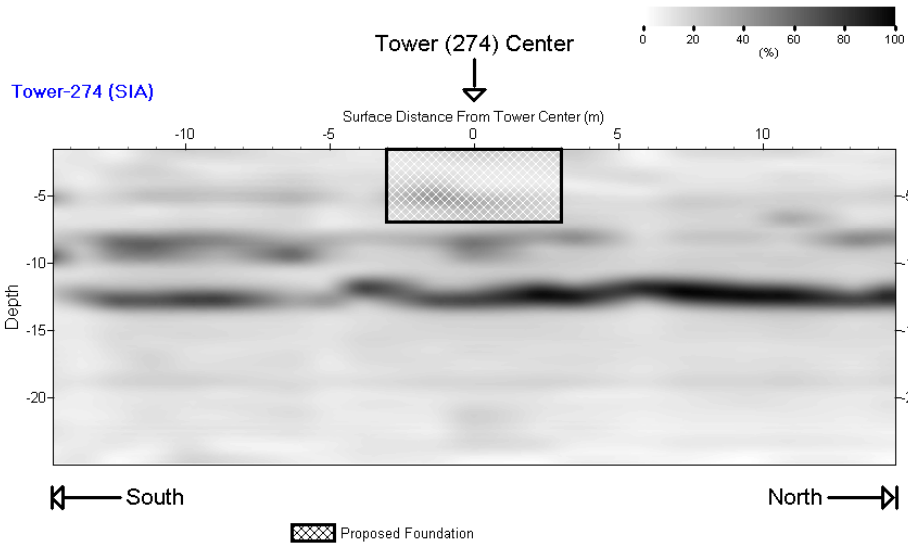 0 20 40 60 80 100
(%)
Tower (274) Center
Tower-274 (SIA)
Surface Distance From Tower Center (m)
-10 -5 0 5 10
-5
-10
-15
-20
Depth
South
North
Proposed Foundation